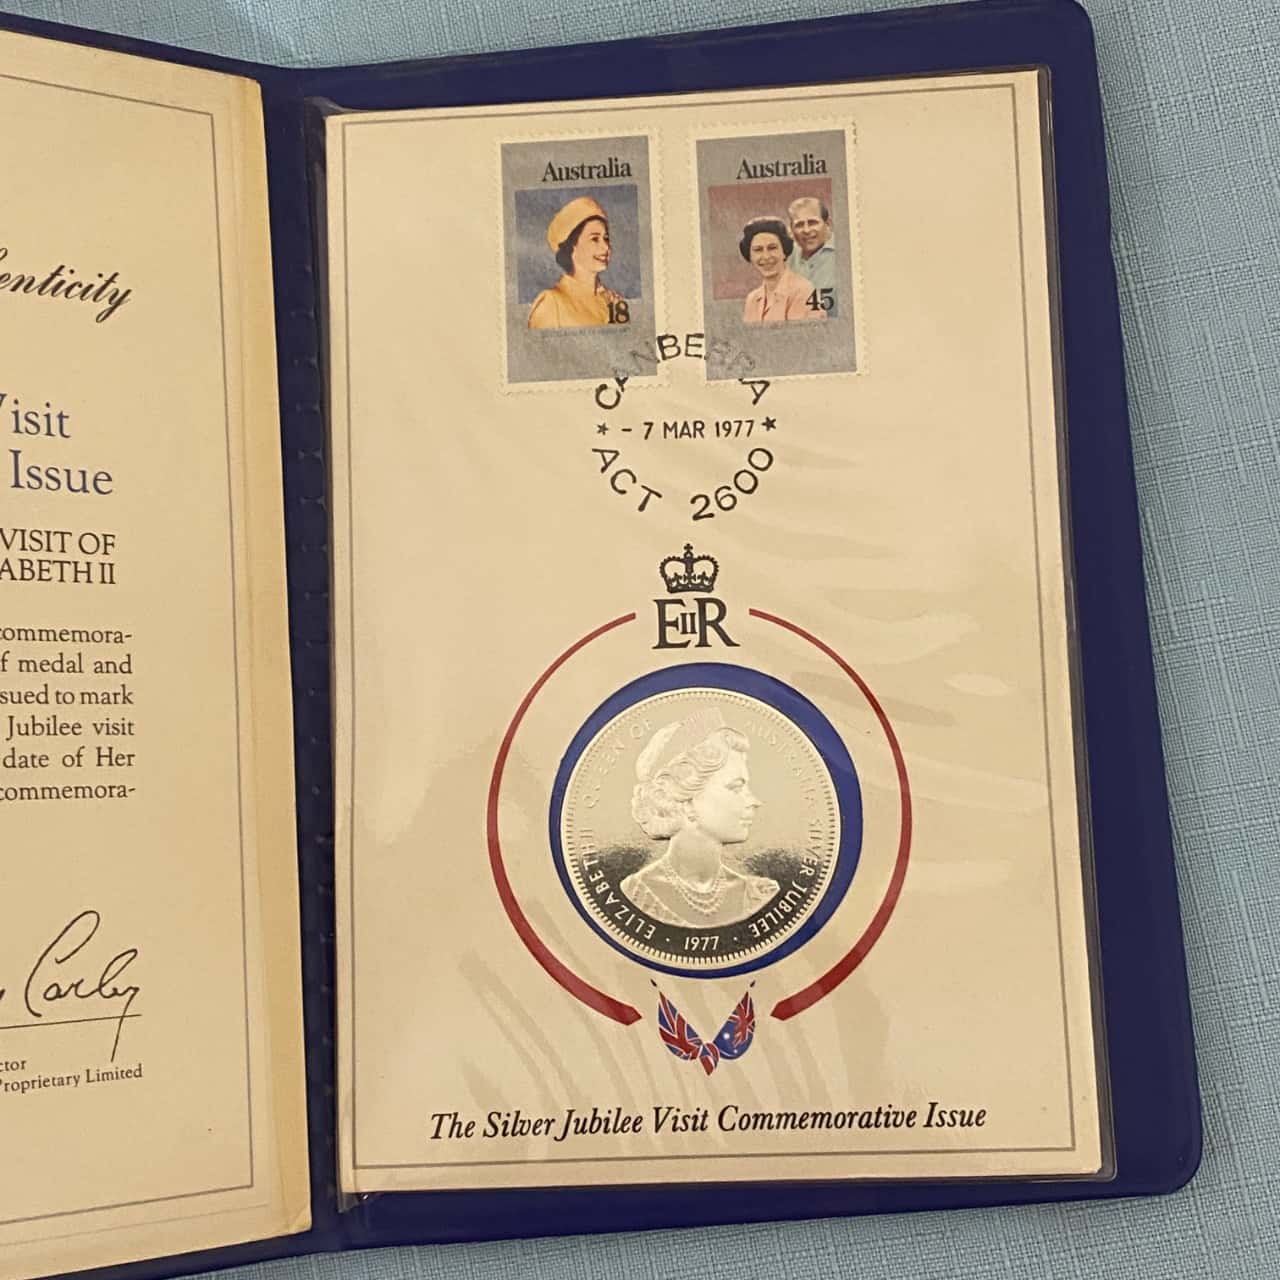 enticity
Visit
Issue
VISIT OF
ABETH II
commemora-
f medal and
sued to mark
Jubilee visit
date of Her
commemora-
Carley
ctor
Proprietary Limited
Australia
18
Australia
45
CANBERRA
* - 7 MAR 1977 *
ACT 2600
EIIR
ELIZABETH II QUEEN OF AUSTRALIA SILVER JUBILEE
· 1977 ·
The Silver Jubilee Visit Commemorative Issue